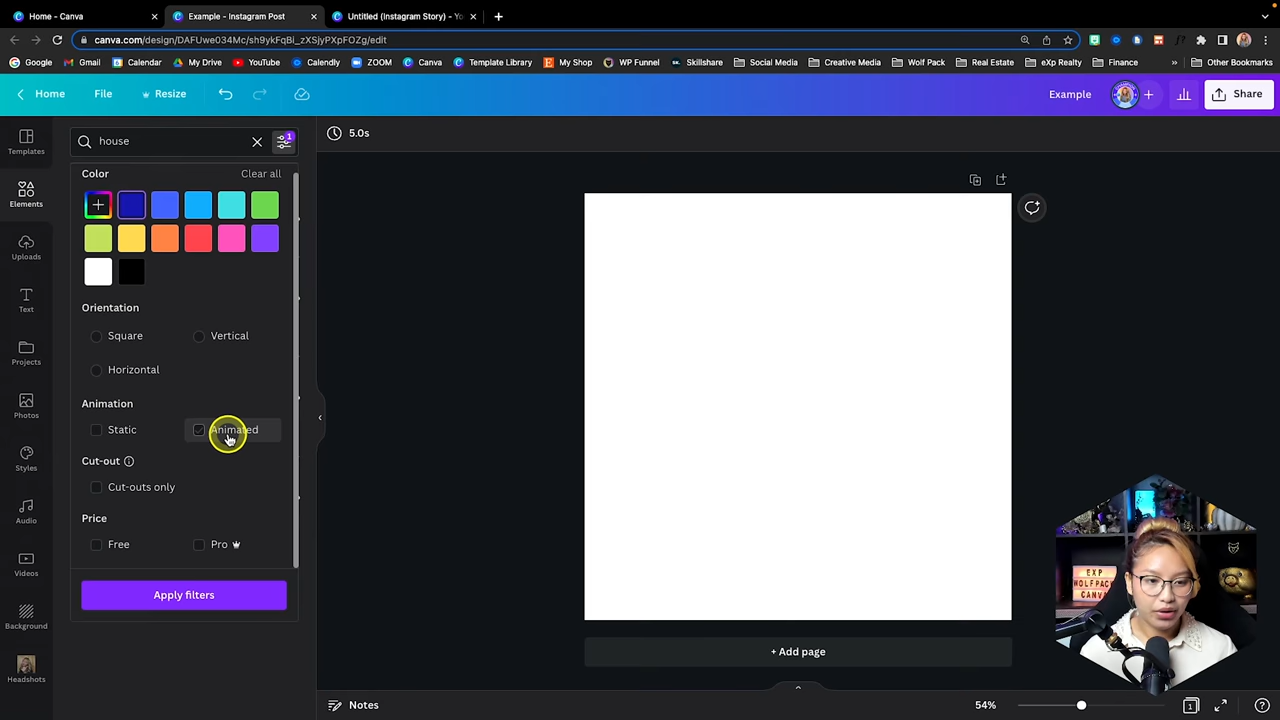 Home - Canva
Example - Instagram Post
Untitled (Instagram Story) - Yo
canva.com/design/DAFUwe034Mc/sh9ykFqBi_zXSjyPXpFOZg/edit
Google Gmail Calendar My Drive YouTube Calendly ZOOM Canva Template Library My Shop WP Funnel Skillshare Social Media Creative Media Wolf Pack Real Estate eXp Realty Finance » Other Bookmarks
Home File Resize Example Share
Templates
Elements
Uploads
Text
Projects
Photos
Styles
Audio
Videos
Background
Headshots
house
1
Color Clear all
Orientation
Square Vertical
Horizontal
Animation
Static Animated
Cut-out
Cut-outs only
Price
Free Pro
Apply filters
5.0s
+ Add page
EXP
WOLFPACK
CANVA
Notes 54% 1